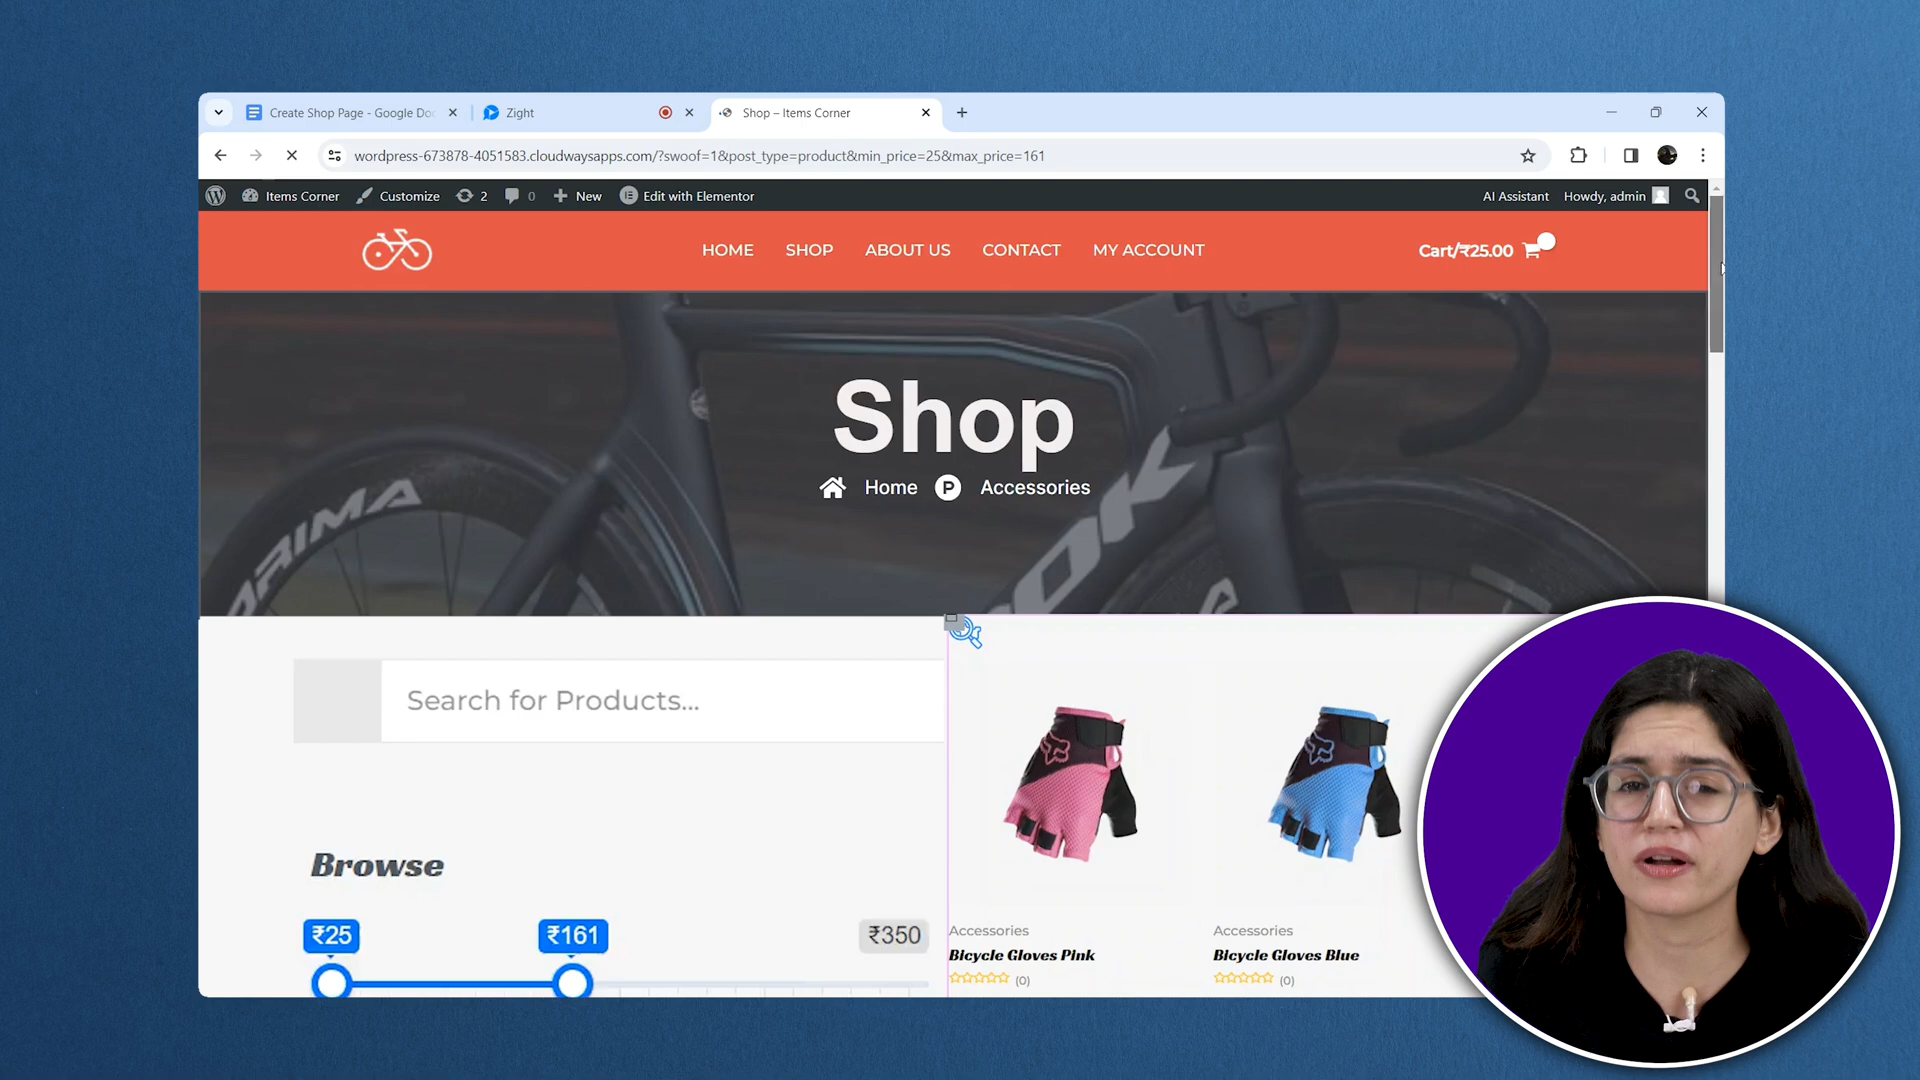 Create Shop Page - Google Do
Zight
Shop – Items Corner
wordpress-673878-4051583.cloudwaysapps.com/?swoof=1&post_type=product&min_price=25&max_price=161
Items Corner
Customize
2
0
New
Edit with Elementor
AI Assistant
Howdy, admin
HOME
SHOP
ABOUT US
CONTACT
MY ACCOUNT
Cart/₹25.00
Shop
Home
P
Accessories
ORIMA
OK
Search for Products...
Browse
₹25
₹161
₹350
Accessories
Bicycle Gloves Pink
(0)
Accessories
Bicycle Gloves Blue
(0)